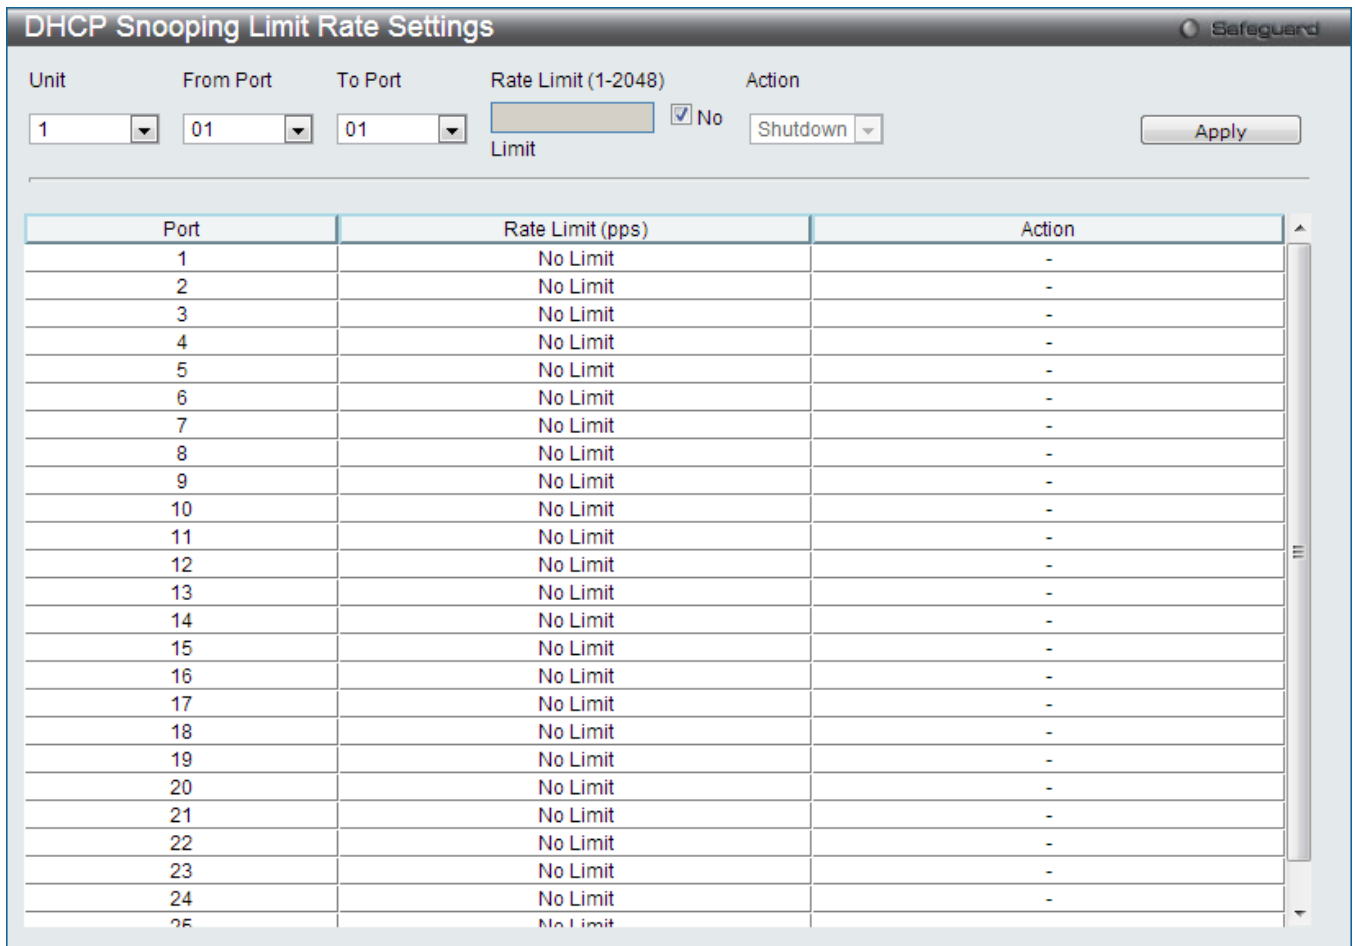 DHCP Snooping Limit Rate Settings
Safeguard
Unit From Port To Port Rate Limit (1-2048) Action
1 01 01 No Shutdown Apply
Limit
Port Rate Limit (pps) Action
1 No Limit -
2 No Limit -
3 No Limit -
4 No Limit -
5 No Limit -
6 No Limit -
7 No Limit -
8 No Limit -
9 No Limit -
10 No Limit -
11 No Limit -
12 No Limit -
13 No Limit -
14 No Limit -
15 No Limit -
16 No Limit -
17 No Limit -
18 No Limit -
19 No Limit -
20 No Limit -
21 No Limit -
22 No Limit -
23 No Limit -
24 No Limit -
25 No Limit